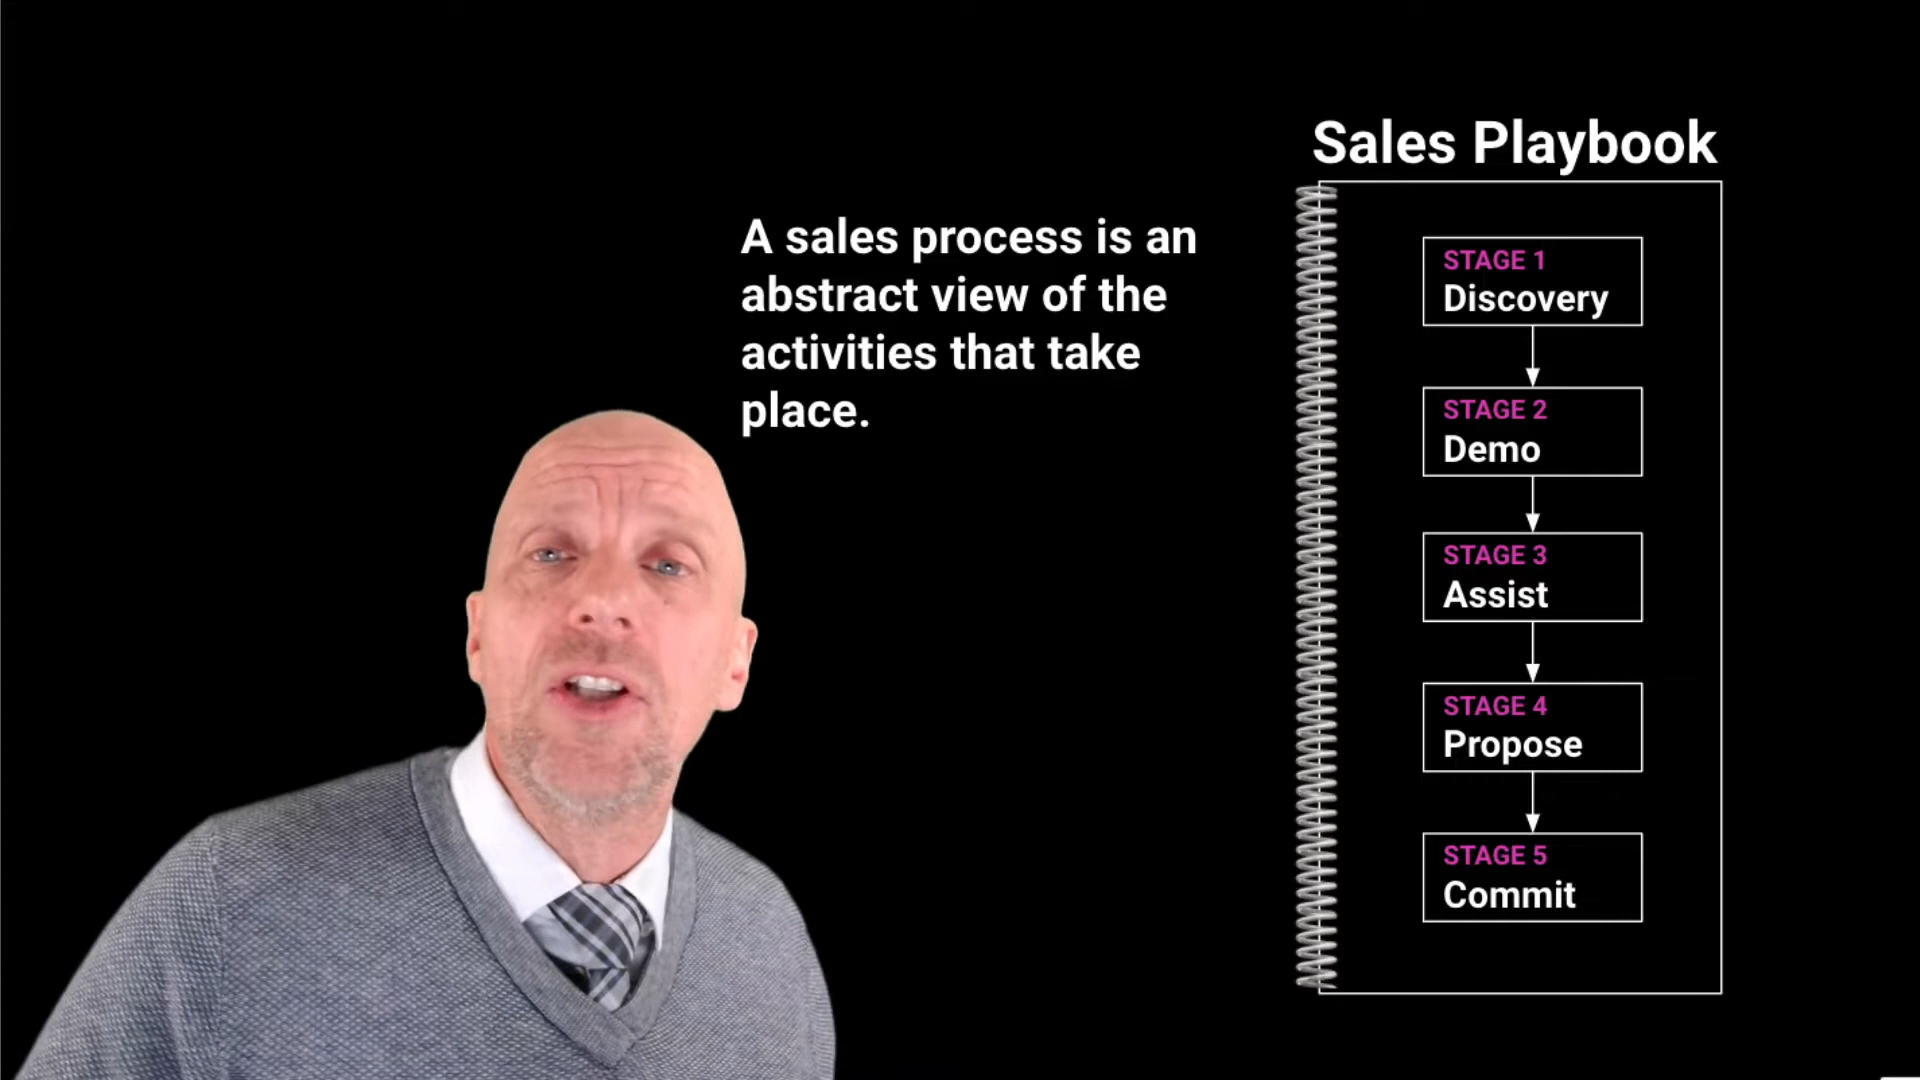 Sales Playbook
A sales process is an
abstract view of the
activities that take
place.
STAGE 1
Discovery
STAGE 2
Demo
STAGE 3
Assist
STAGE 4
Propose
STAGE 5
Commit